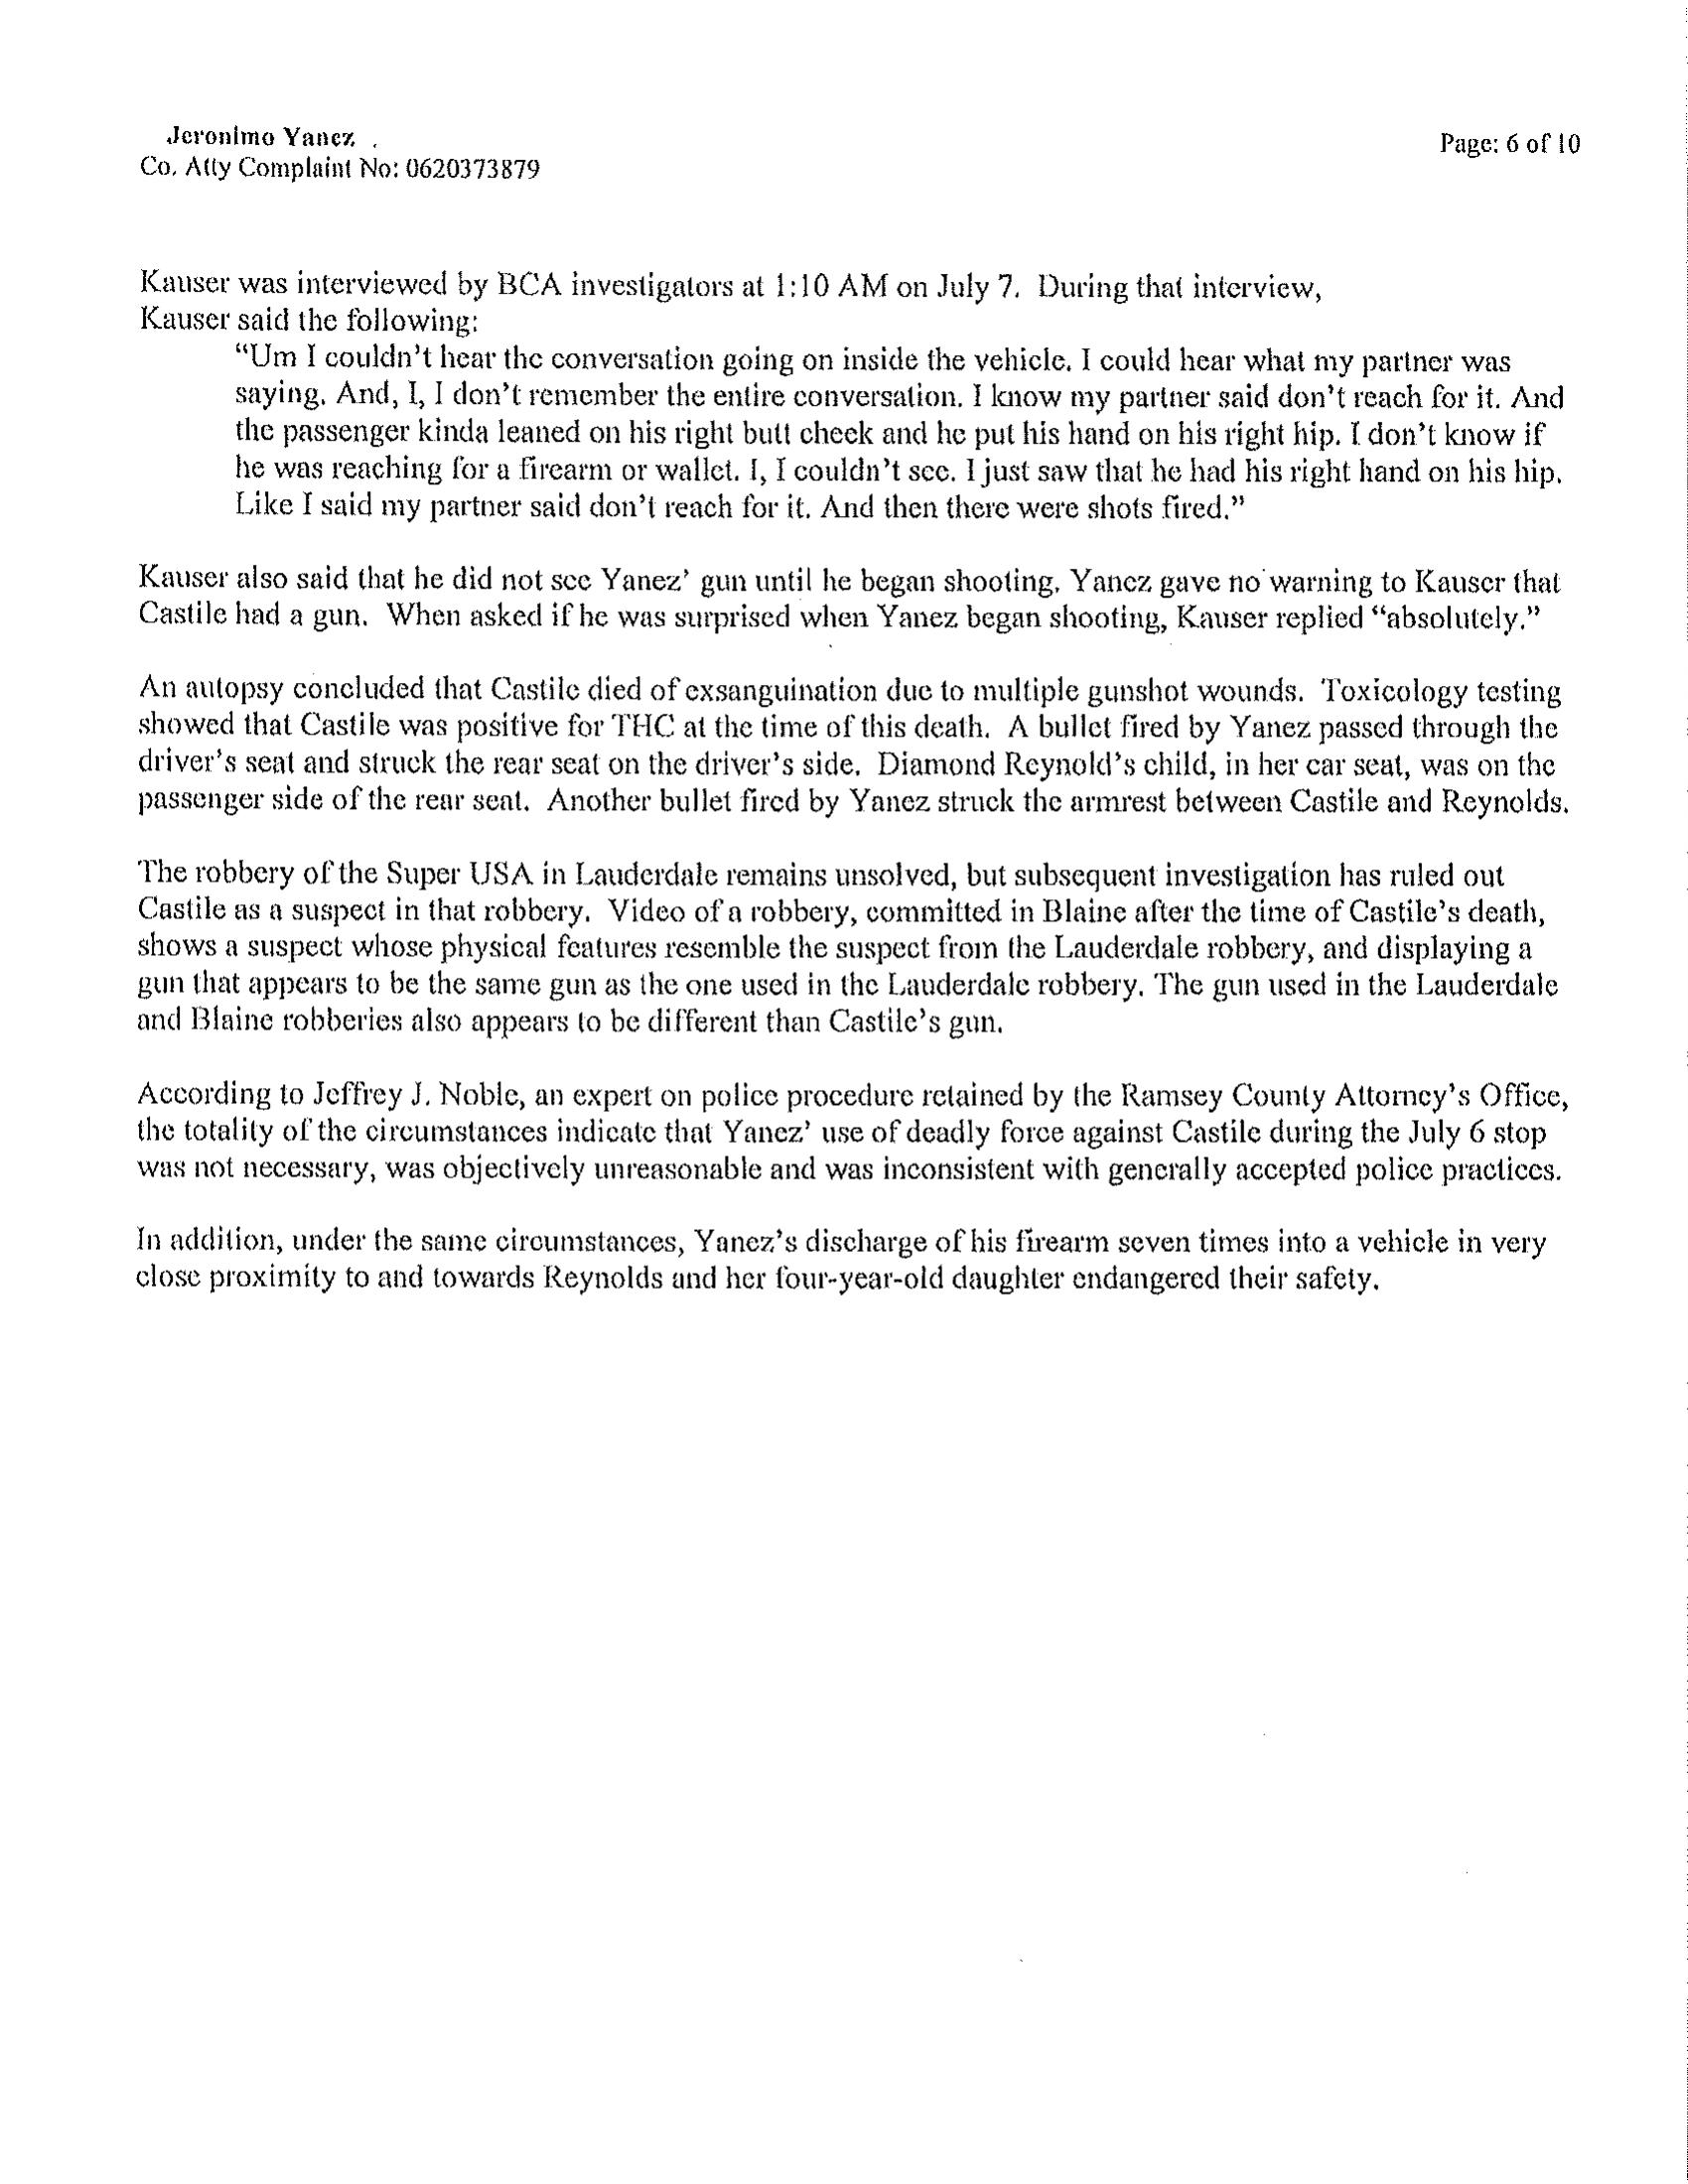 Jeronimo Yanez
Co. Atty Complaint No: 0620373879
Page: 6 of 10
Kauser was interviewed by BCA investigators at 1:10 AM on July 7. During that interview,
Kauser said the following:
“Um I couldn’t hear the conversation going on inside the vehicle. I could hear what my partner was
saying. And, I, I don’t remember the entire conversation. I know my partner said don’t reach for it. And
the passenger kinda leaned on his right butt cheek and he put his hand on his right hip. I don’t know if
he was reaching for a firearm or wallet. I, I couldn’t see. I just saw that he had his right hand on his hip.
Like I said my partner said don’t reach for it. And then there were shots fired.”
Kauser also said that he did not see Yanez’ gun until he began shooting. Yanez gave no warning to Kauser that
Castile had a gun. When asked if he was surprised when Yanez began shooting, Kauser replied “absolutely.”
An autopsy concluded that Castile died of exsanguination due to multiple gunshot wounds. Toxicology testing
showed that Castile was positive for THC at the time of this death. A bullet fired by Yanez passed through the
driver’s seat and struck the rear seat on the driver’s side. Diamond Reynold’s child, in her car seat, was on the
passenger side of the rear seat. Another bullet fired by Yanez struck the armrest between Castile and Reynolds.
The robbery of the Super USA in Lauderdale remains unsolved, but subsequent investigation has ruled out
Castile as a suspect in that robbery. Video of a robbery, committed in Blaine after the time of Castile’s death,
shows a suspect whose physical features resemble the suspect from the Lauderdale robbery, and displaying a
gun that appears to be the same gun as the one used in the Lauderdale robbery. The gun used in the Lauderdale
and Blaine robberies also appears to be different than Castile’s gun.
According to Jeffrey J. Noble, an expert on police procedure retained by the Ramsey County Attorney’s Office,
the totality of the circumstances indicate that Yanez’ use of deadly force against Castile during the July 6 stop
was not necessary, was objectively unreasonable and was inconsistent with generally accepted police practices.
In addition, under the same circumstances, Yanez’s discharge of his firearm seven times into a vehicle in very
close proximity to and towards Reynolds and her four-year-old daughter endangered their safety.